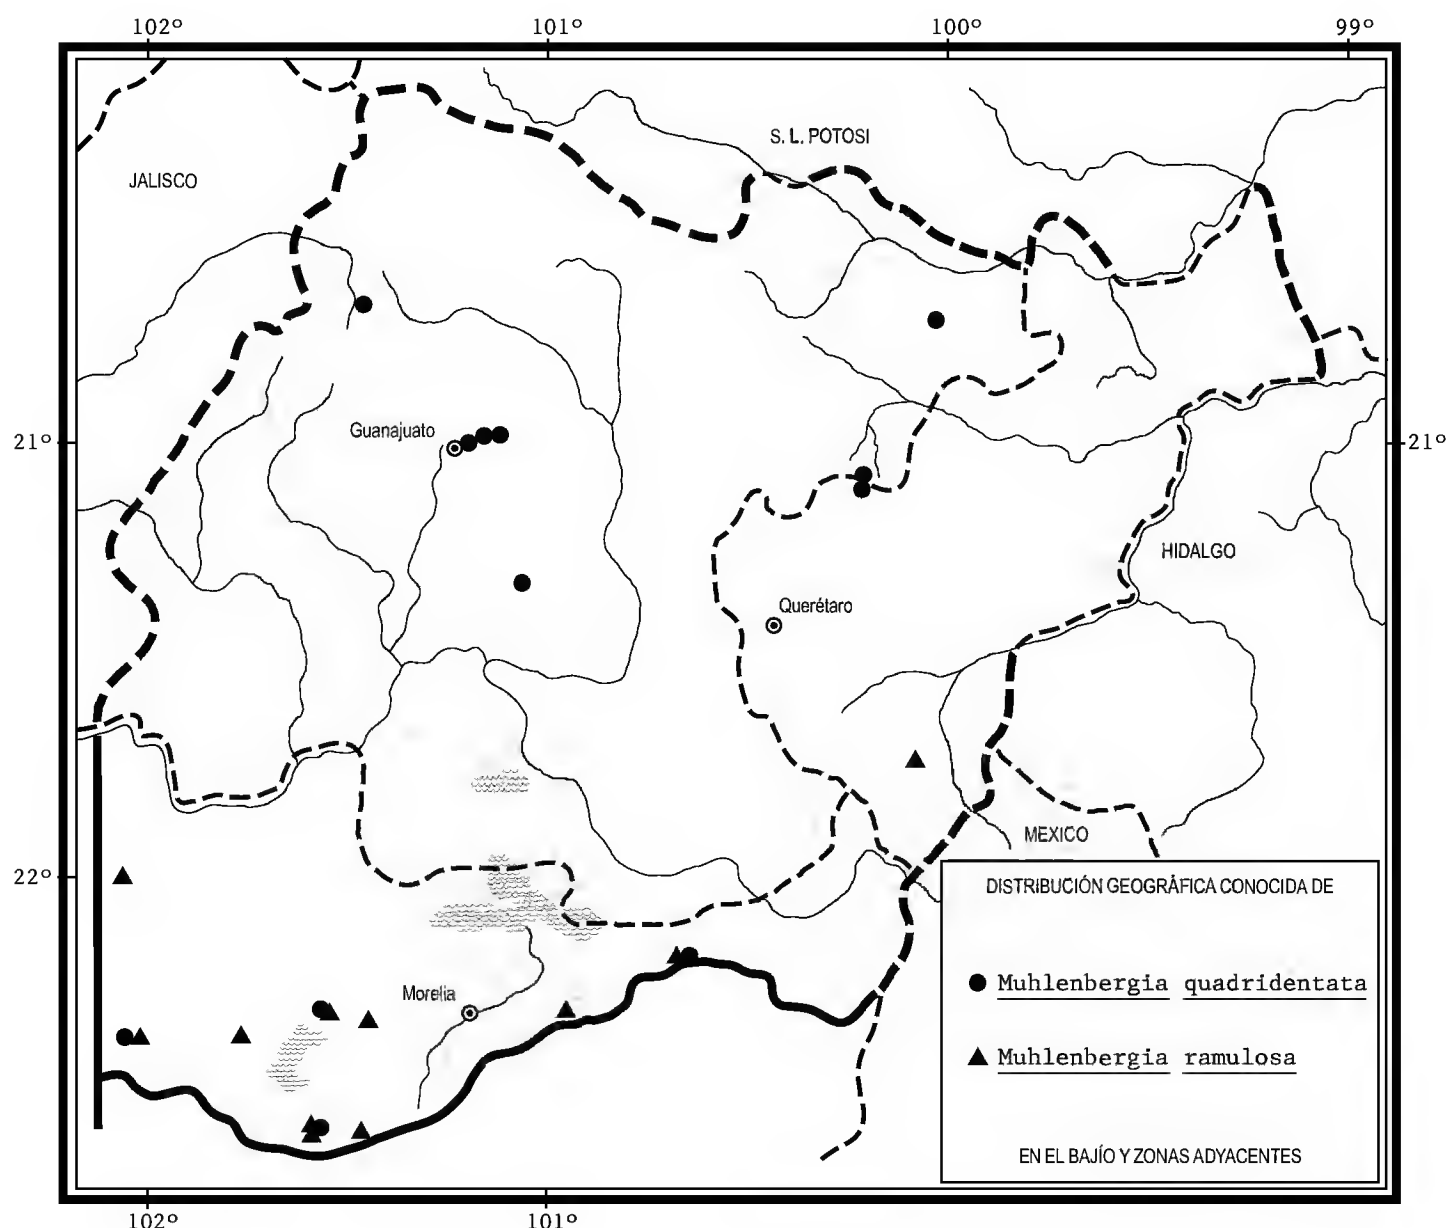 102º 101º 100º 99º
S. L. POTOSI
JALISCO
Guanajuato
21º 21º
HIDALGO
Querétaro
MEXICO
22º
DISTRIBUCIÓN GEOGRÁFICA CONOCIDA DE
Muhlenbergia quadridentata
Morelia
Muhlenbergia ramulosa
EN EL BAJÍO Y ZONAS ADYACENTES
102º 101º